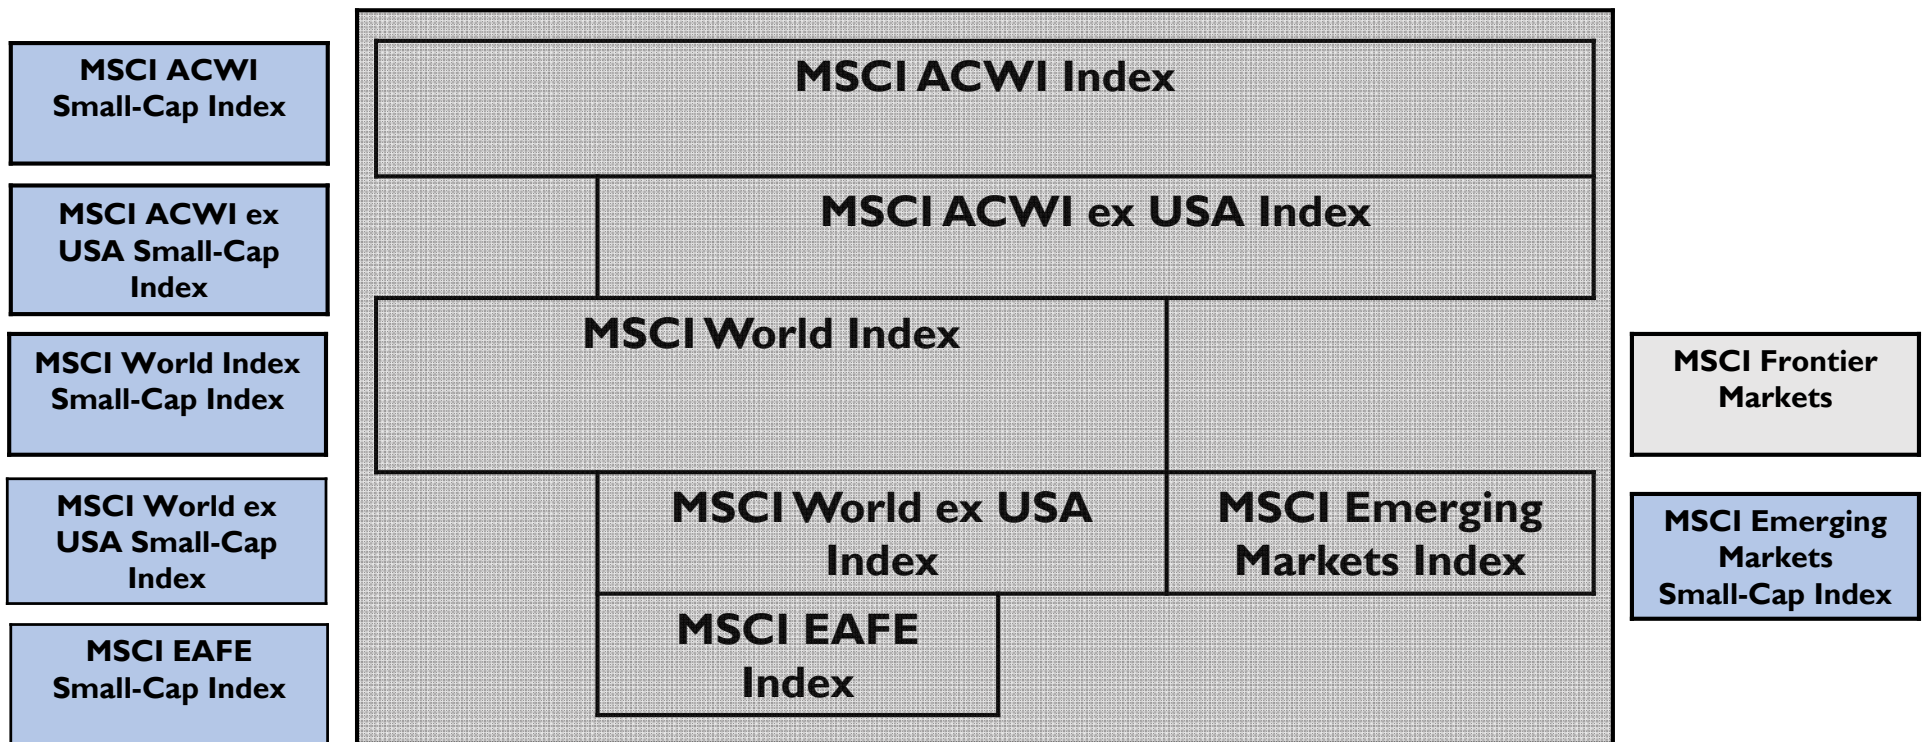 MSCI ACWI
Small-Cap Index
MSCI ACWI ex
USA Small-Cap
Index
MSCI World Index
Small-Cap Index
MSCI World ex
USA Small-Cap
Index
MSCI EAFE
Small-Cap Index
MSCI ACWI Index
MSCI ACWI ex USA Index
MSCI World Index
MSCI World ex USA
Index
MSCI Emerging
Markets Index
MSCI EAFE
Index
MSCI Frontier
Markets
MSCI Emerging
Markets
Small-Cap Index